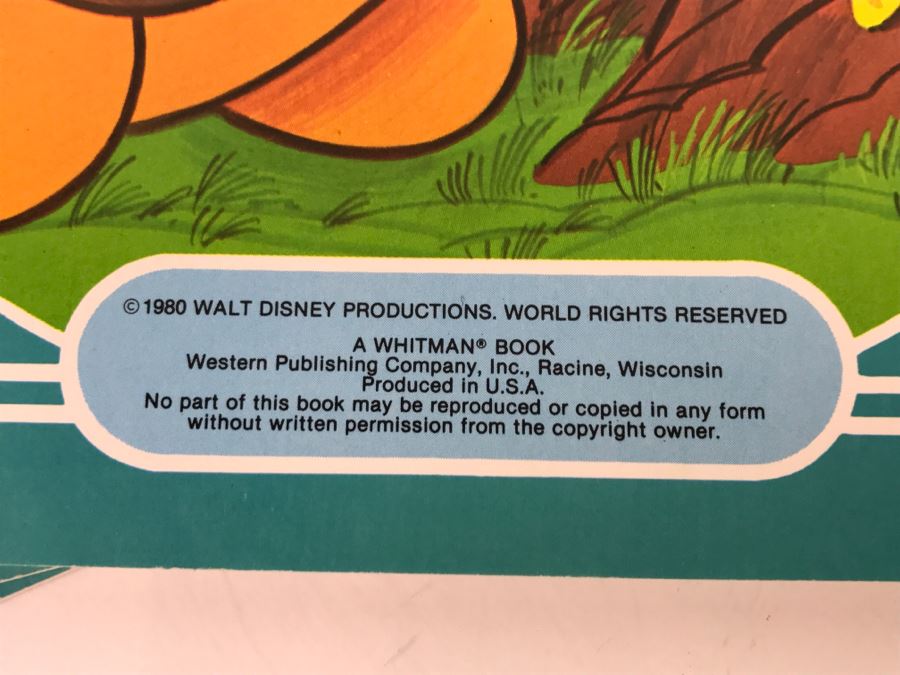 ©1980 WALT DISNEY PRODUCTIONS. WORLD RIGHTS RESERVED
A WHITMAN® BOOK
Western Publishing Company, Inc., Racine, Wisconsin
Produced in U.S.A.
No part of this book may be reproduced or copied in any form
without written permission from the copyright owner.